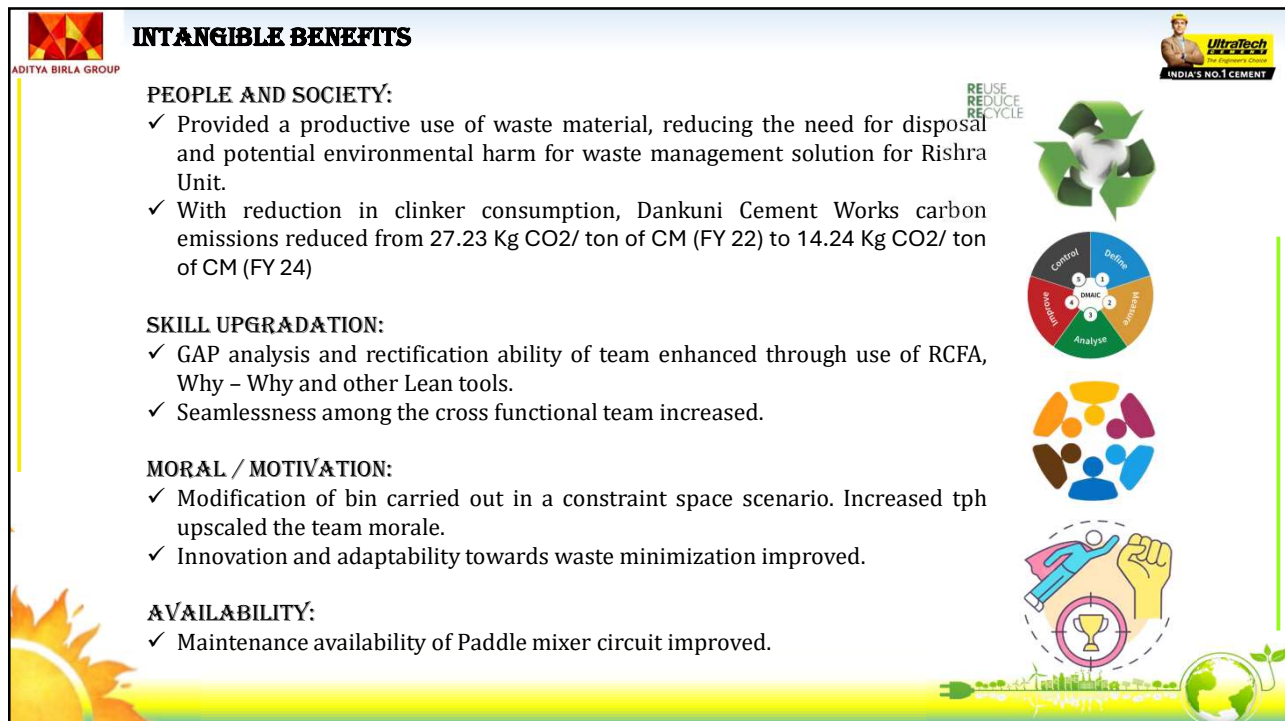 INTANGIBLE BENEFITS
ADITYA BIRLA GROUP
UltraTech
CEMENT
The Engineer's Choice
INDIA'S NO.1 CEMENT
PEOPLE AND SOCIETY:
✓ Provided a productive use of waste material, reducing the need for disposal
and potential environmental harm for waste management solution for Rishra
Unit.
✓ With reduction in clinker consumption, Dankuni Cement Works carbon
emissions reduced from 27.23 Kg CO2/ ton of CM (FY 22) to 14.24 Kg CO2/ ton
of CM (FY 24)
REUSE
REDUCE
RECYCLE
SKILL UPGRADATION:
✓ GAP analysis and rectification ability of team enhanced through use of RCFA,
Why – Why and other Lean tools.
✓ Seamlessness among the cross functional team increased.
Control
Define
5
1
DMAIC
4
2
3
Improve
Measure
Analyse
MORAL / MOTIVATION:
✓ Modification of bin carried out in a constraint space scenario. Increased tph
upscaled the team morale.
✓ Innovation and adaptability towards waste minimization improved.
AVAILABILITY:
✓ Maintenance availability of Paddle mixer circuit improved.